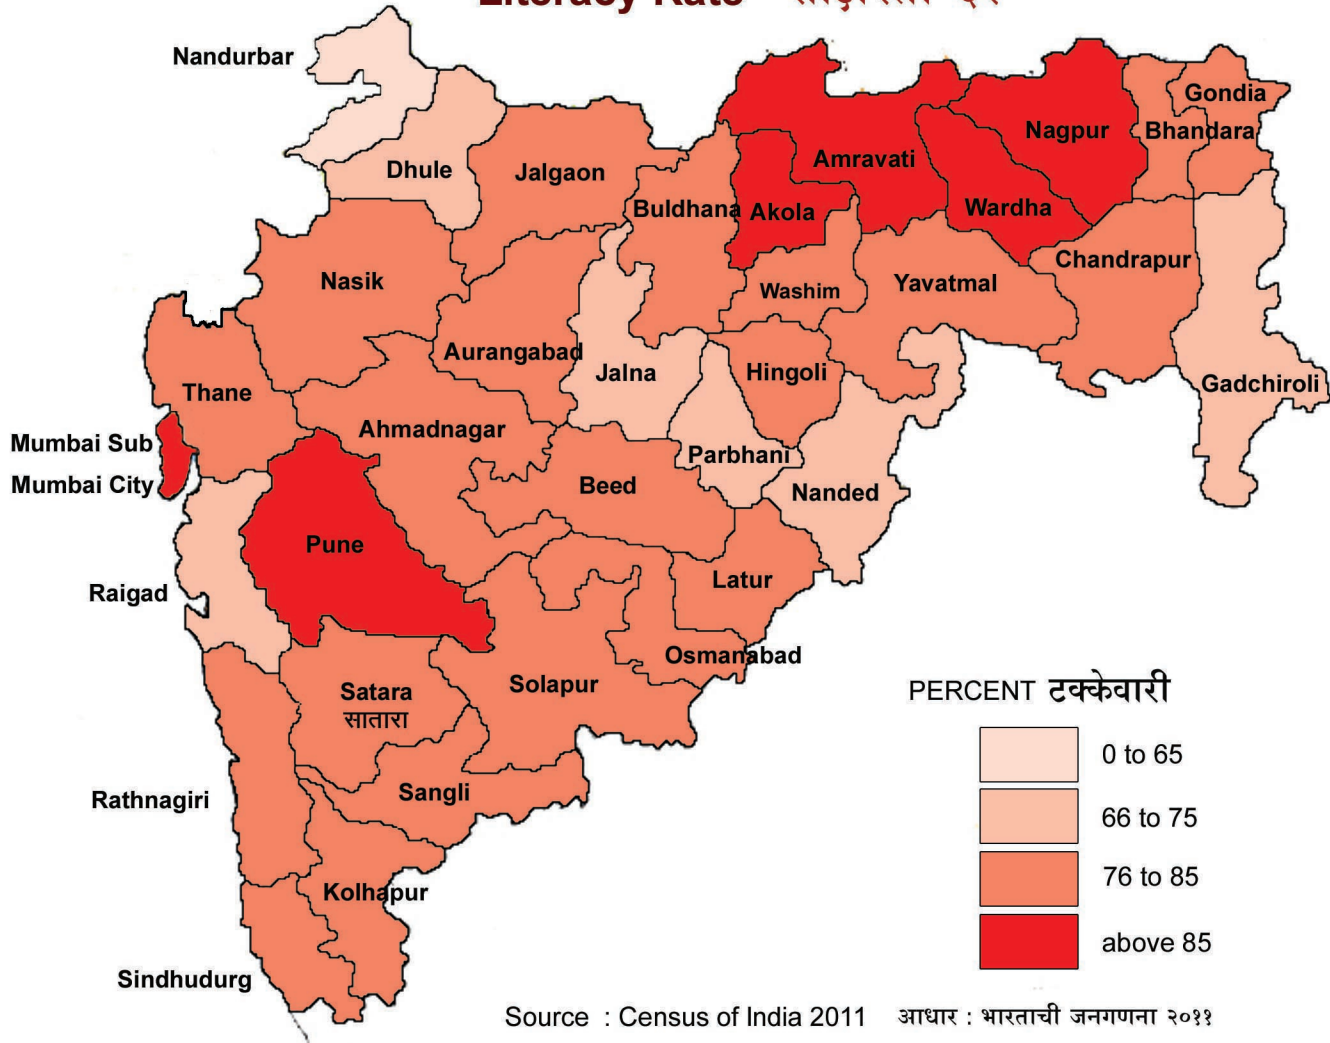 Literacy Rate
Nandurbar
Gondia
Nagpur
Bhandara
Amravati
Dhule
Jalgaon
Buldhana
Akola
Wardha
Chandrapur
Nasik
Washim
Yavatmal
Aurangabad
Jalna
Hingoli
Gadchiroli
Thane
Ahmadnagar
Mumbai Sub
Parbhani
Mumbai City
Beed
Nanded
Pune
Raigad
Latur
Osmanabad
Satara
सातारा
Solapur
PERCENT टक्केवारी
0 to 65
Rathnagiri
Sangli
66 to 75
76 to 85
Kolhapur
above 85
Sindhudurg
Source : Census of India 2011 आधार : भारताची जनगणना २०११